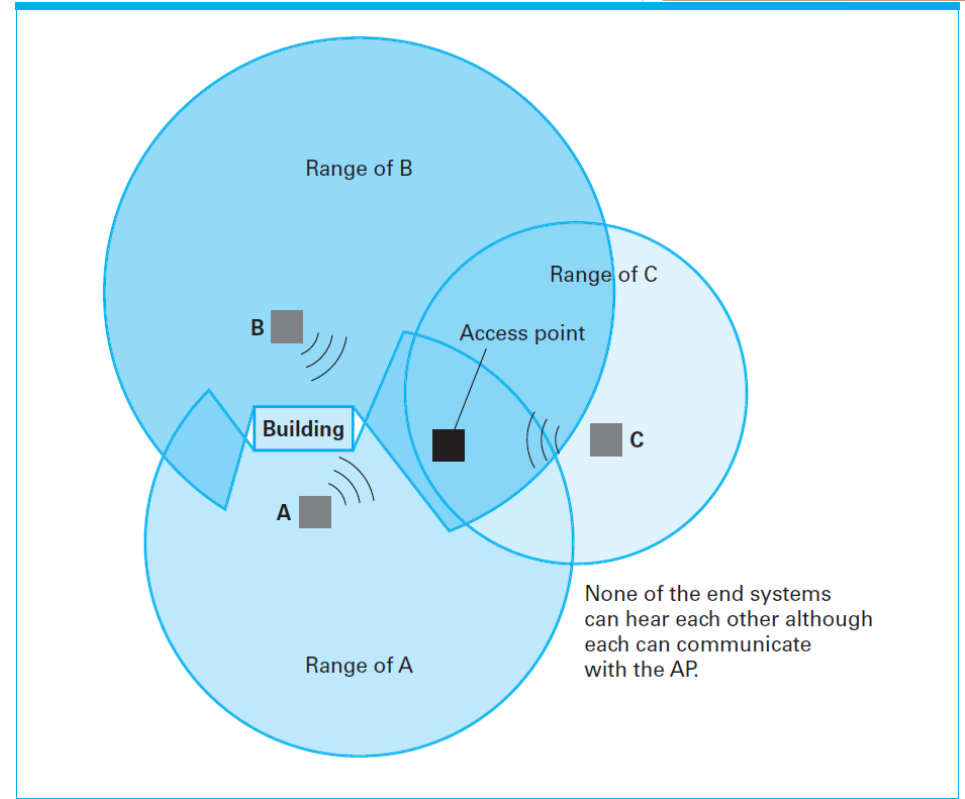 Range of B
Range of C
Access point
B
Building
C
A
None of the end systems
can hear each other although
each can communicate
with the AP.
Range of A